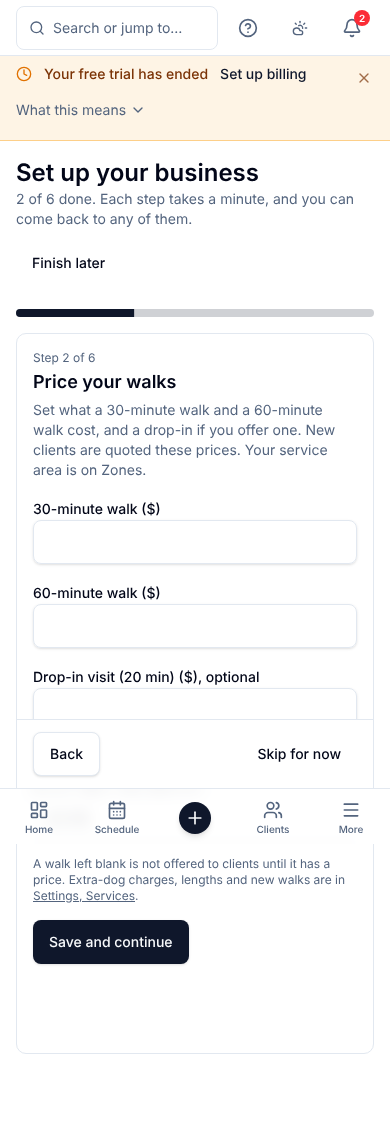 Search or jump to...
2
Your free trial has ended Set up billing
What this means
Set up your business
2 of 6 done. Each step takes a minute, and you can
come back to any of them.
Finish later
Step 2 of 6
Price your walks
Set what a 30-minute walk and a 60-minute
walk cost, and a drop-in if you offer one. New
clients are quoted these prices. Your service
area is on Zones.
30-minute walk ($)
60-minute walk ($)
Drop-in visit (20 min) ($), optional
Back
Skip for now
Home
Schedule
Clients
More
A walk left blank is not offered to clients until it has a
price. Extra-dog charges, lengths and new walks are in
Settings, Services.
Save and continue